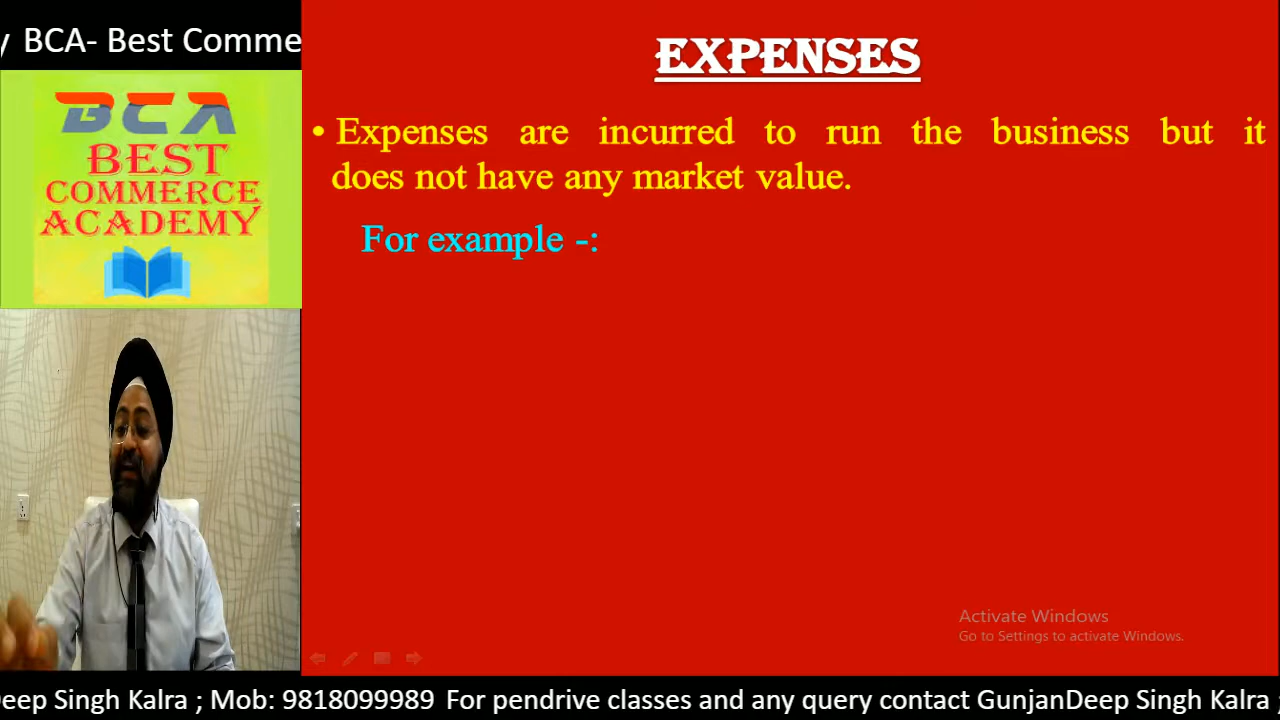 y BCA- Best Comme
BCA
BEST
COMMERCE
ACADEMY
EXPENSES
• Expenses are incurred to run the business but it
does not have any market value.
For example -:
Activate Windows
Go to Settings to activate Windows.
Deep Singh Kalra ; Mob: 9818099989 For pendrive classes and any query contact GunjanDeep Singh Kalra ;